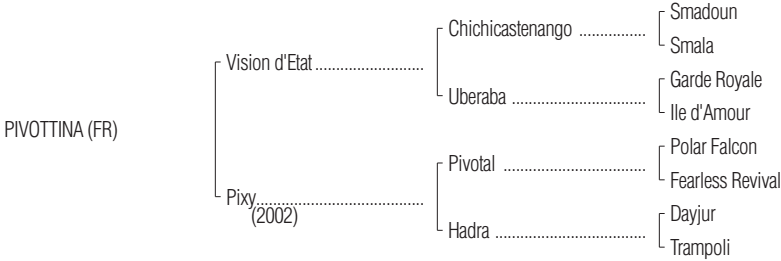 Smadoun
Chichicastenango ................
Smala
Vision d'Etat ..........................
Garde Royale
Uberaba ................................
Ile d'Amour
PIVOTTINA (FR)
Polar Falcon
Pivotal ..................................
Fearless Revival
Pixy........................................
(2002)
Dayjur
Hadra ....................................
Trampoli